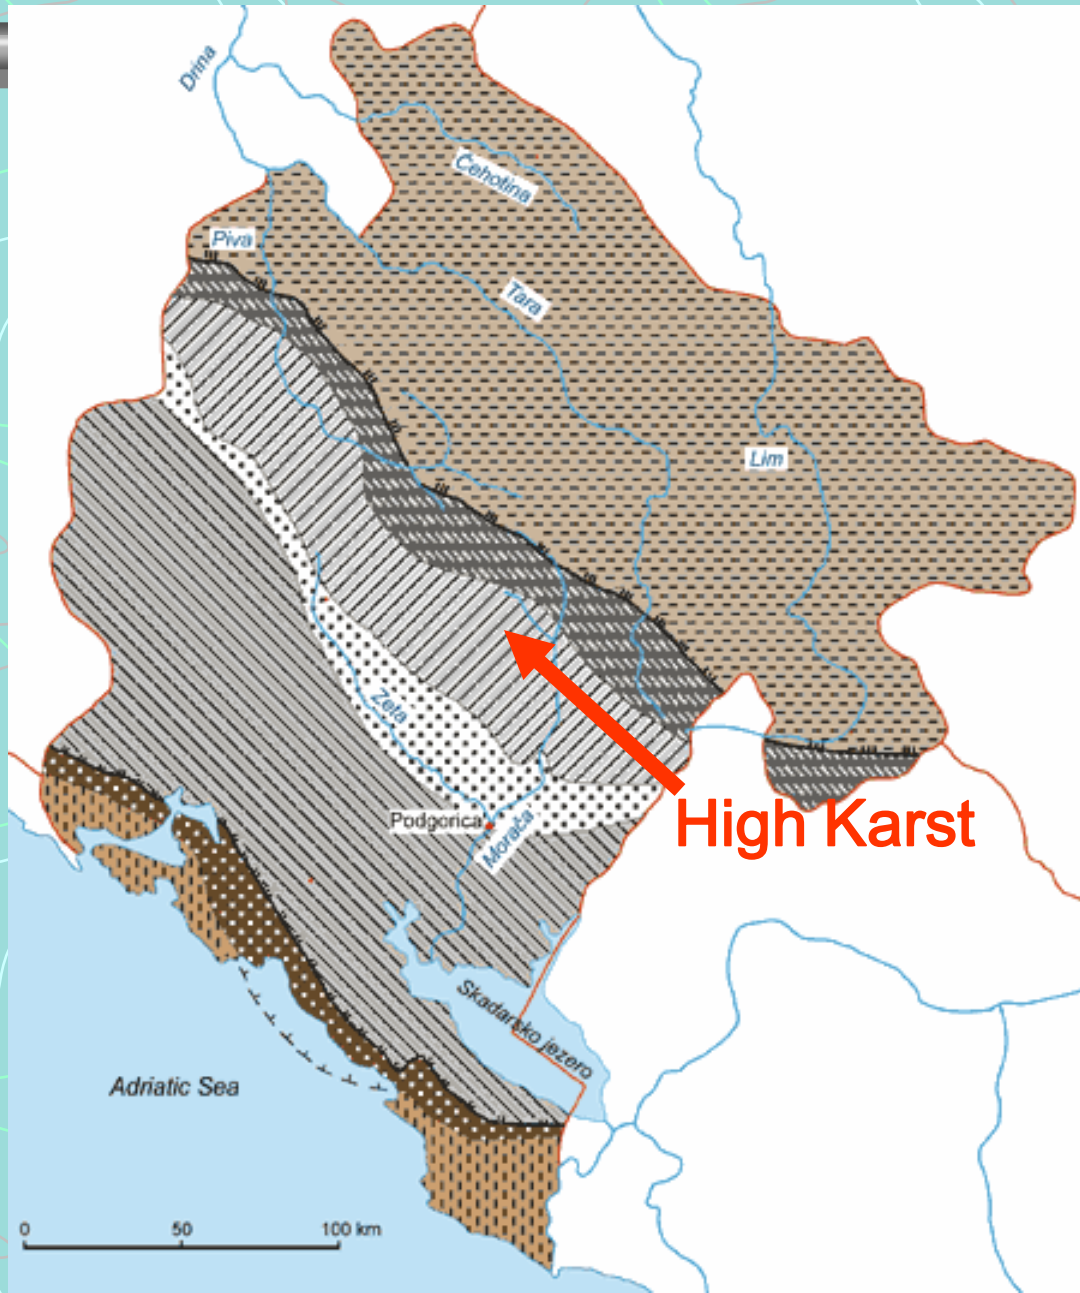 Drina
Ćehotina
Piva
Tara
Lim
Zeta
Podgorica
Morača
High Karst
Skadarsko jezero
Adriatic Sea
0 50 100 km